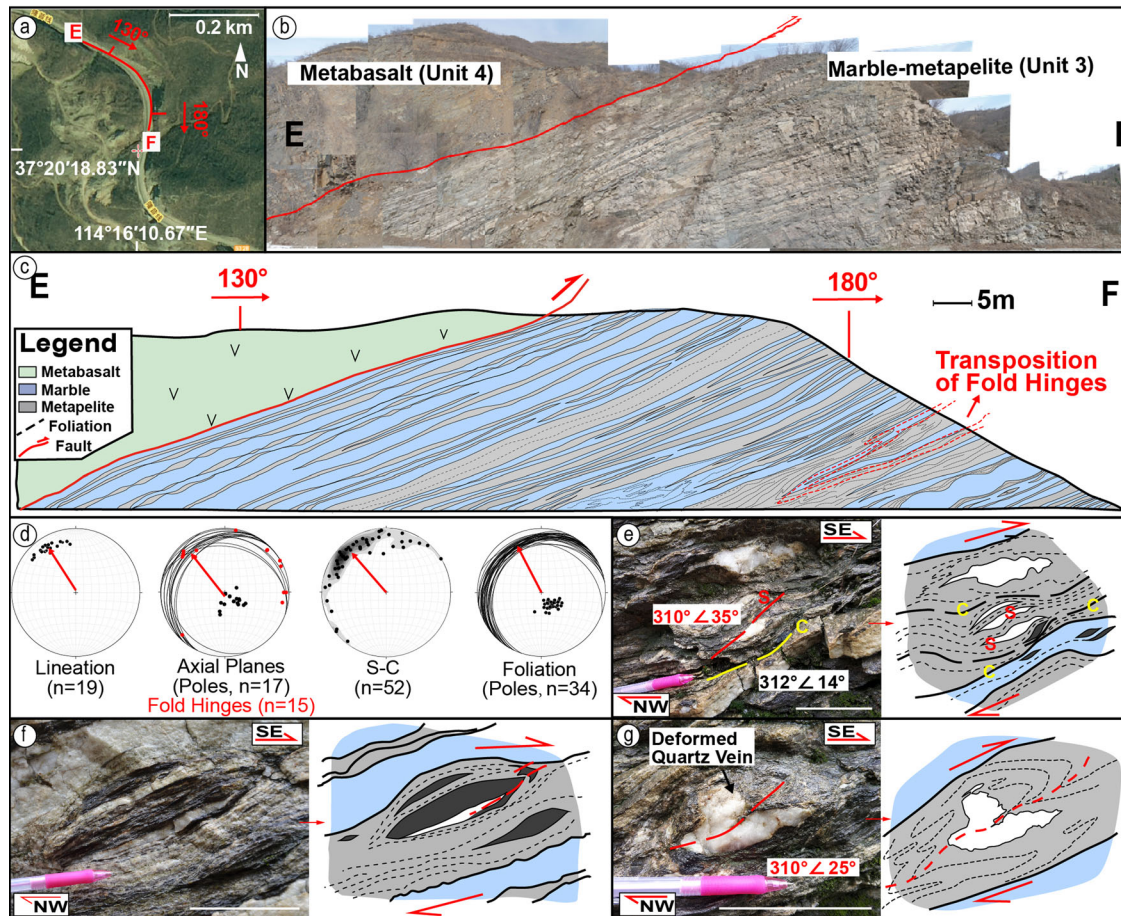 a
E
130°
0.2 km
N
180°
F
37°20′18.83″N
114°16′10.67″E
b
Metabasalt (Unit 4)
Marble-metapelite (Unit 3)
E
c
E
130°
180°
5m
F
Legend
Metabasalt
Marble
Metapelite
Foliation
Fault
V V V V V
Transposition
of Fold Hinges
d
Lineation
(n=19)
Axial Planes
(Poles, n=17)
Fold Hinges (n=15)
S-C
(n=52)
Foliation
(Poles, n=34)
e
SE
S
310°∠35°
C
312°∠14°
NW
C
S
C
S
C
f
SE
NW
g
Deformed
Quartz Vein
SE
310°∠25°
NW